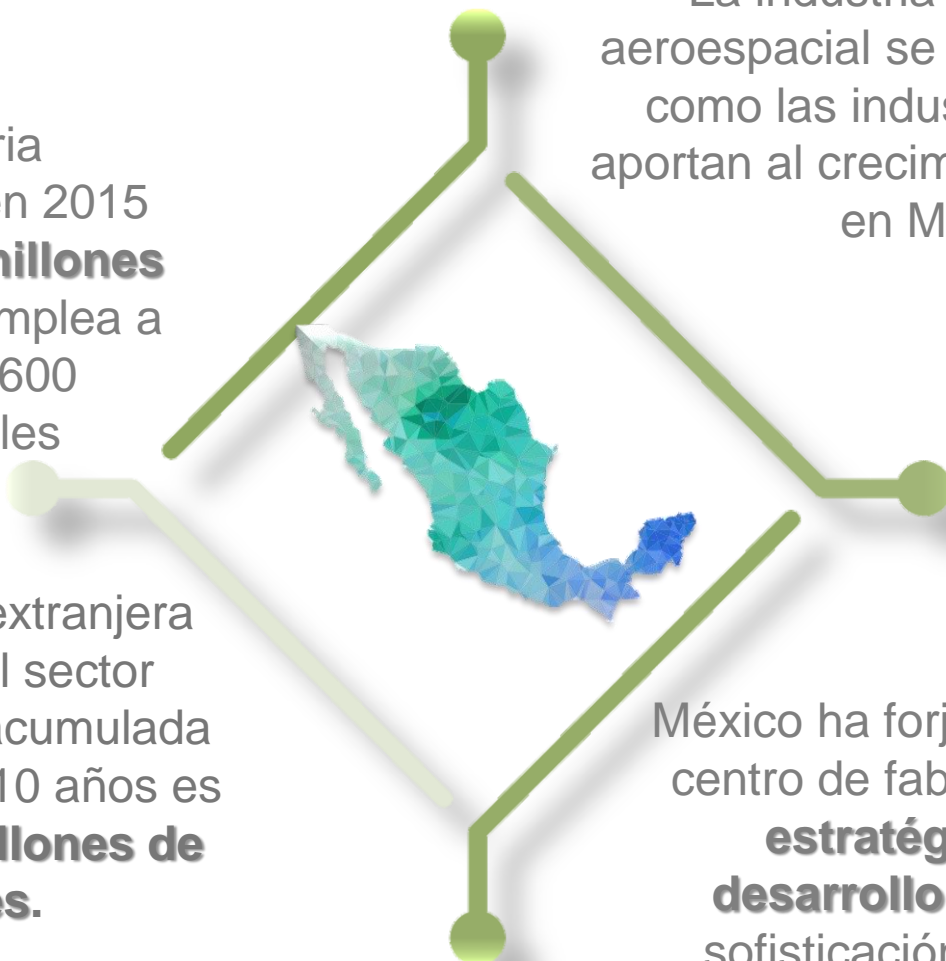 La industria
aeroespacial se
como las indus
aportan al crecim
en M
ria
en 2015
millones
mplea a
600
les
extranjera
l sector
acumulada
10 años es
llones de
es.
México ha forj
centro de fab
estratég
desarrollo
sofisticación